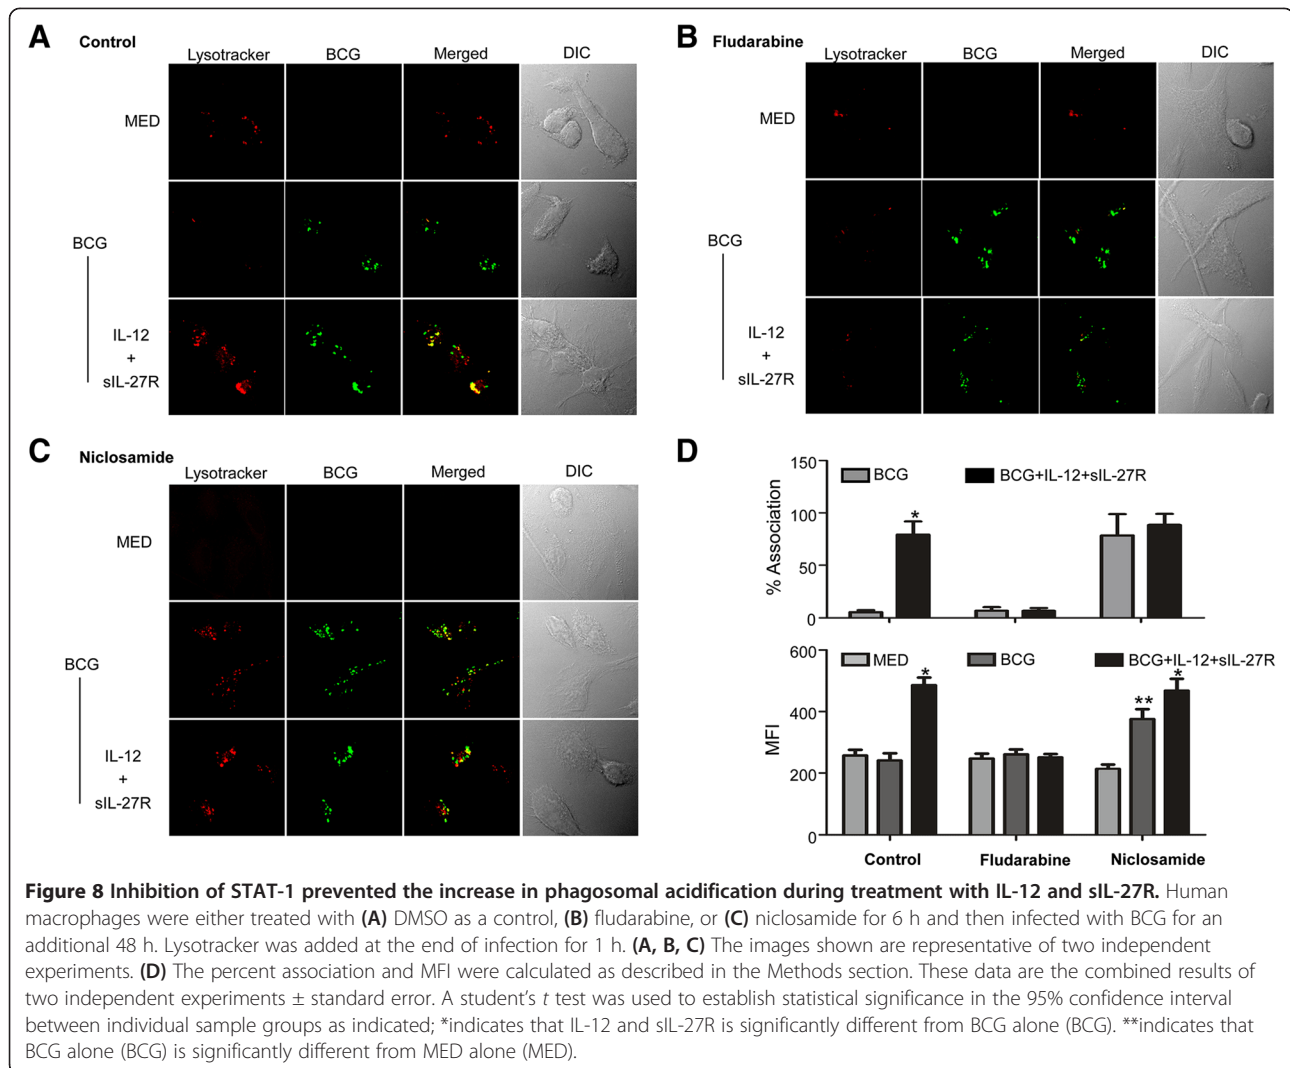 A Control
Lysotracker BCG Merged DIC
MED
BCG
IL-12
+
sIL-27R
B Fludarabine
Lysotracker BCG Merged DIC
MED
BCG
IL-12
+
sIL-27R
C Niclosamide
Lysotracker BCG Merged DIC
MED
BCG
IL-12
+
sIL-27R
D
150
100
50
0
% Association
BCG BCG+IL-12+sIL-27R
*
600
400
200
0
MFI
MED BCG BCG+IL-12+sIL-27R
*
**
*
Control Fludarabine Niclosamide
Figure 8 Inhibition of STAT-1 prevented the increase in phagosomal acidification during treatment with IL-12 and sIL-27R. Human
macrophages were either treated with (A) DMSO as a control, (B) fludarabine, or (C) niclosamide for 6 h and then infected with BCG for an
additional 48 h. Lysotracker was added at the end of infection for 1 h. (A, B, C) The images shown are representative of two independent
experiments. (D) The percent association and MFI were calculated as described in the Methods section. These data are the combined results of
two independent experiments ± standard error. A student's t test was used to establish statistical significance in the 95% confidence interval
between individual sample groups as indicated; *indicates that IL-12 and sIL-27R is significantly different from BCG alone (BCG). **indicates that
BCG alone (BCG) is significantly different from MED alone (MED).